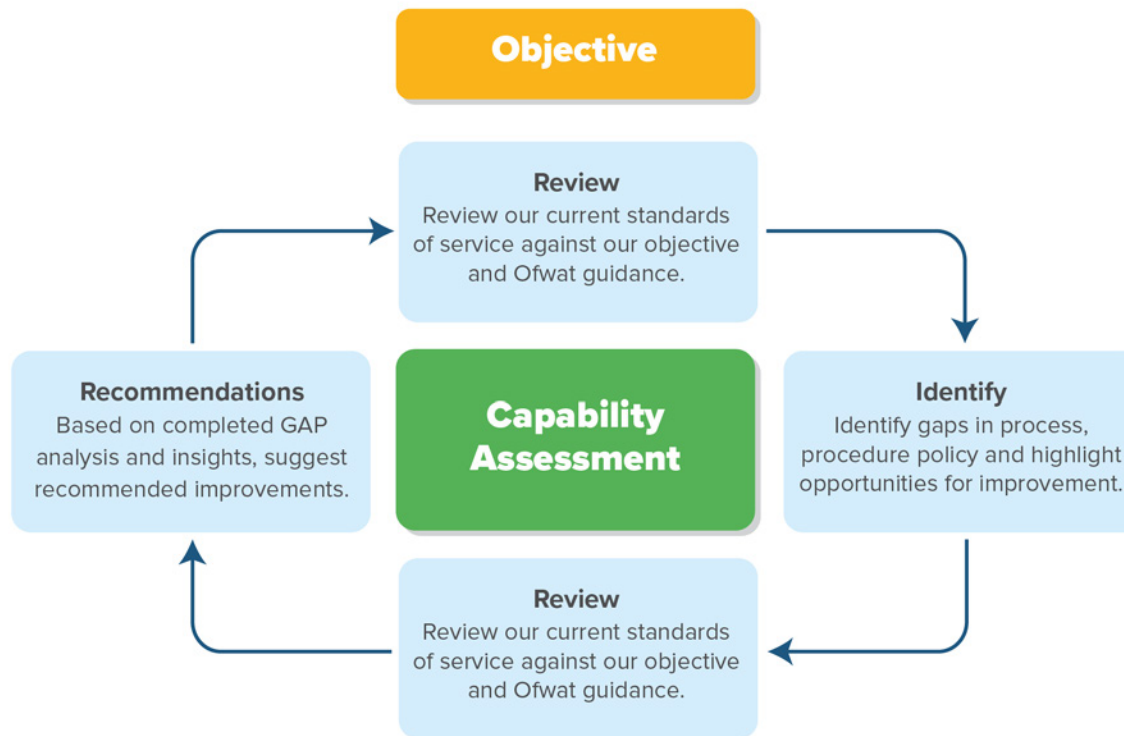 Objective
Review
Review our current standards
of service against our objective
and Ofwat guidance.
Recommendations
Based on completed GAP
analysis and insights, suggest
recommended improvements.
Capability
Assessment
Identify
Identify gaps in process,
procedure policy and highlight
opportunities for improvement.
Review
Review our current standards
of service against our objective
and Ofwat guidance.